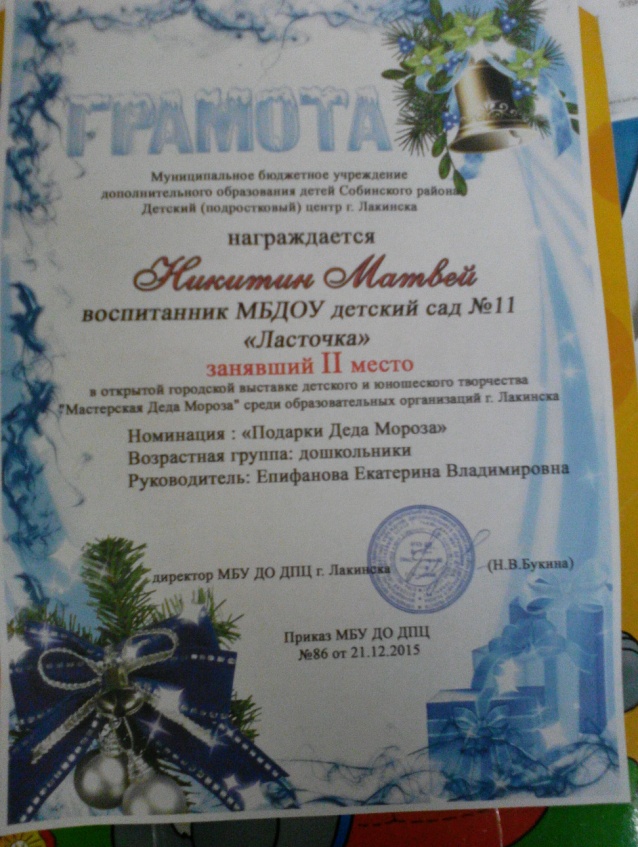 ГРАМОТА
Муниципальное бюджетное учреждение
дополнительного образования детей Собинского района,
Детский (подростковый) центр г. Лакинска
награждается
Никитин Матвей
воспитанник МБДОУ детский сад №11
«Ласточка»
занявший II место
в открытой городской выставке детского и юношеского творчества
"Мастерская Деда Мороза" среди образовательных организаций г. Лакинска
Номинация : «Подарки Деда Мороза»
Возрастная группа: дошкольники
Руководитель: Епифанова Екатерина Владимировна
директор МБУ ДО ДПЦ г. Лакинска (Н.В.Букина)
Приказ МБУ ДО ДПЦ
№86 от 21.12.2015